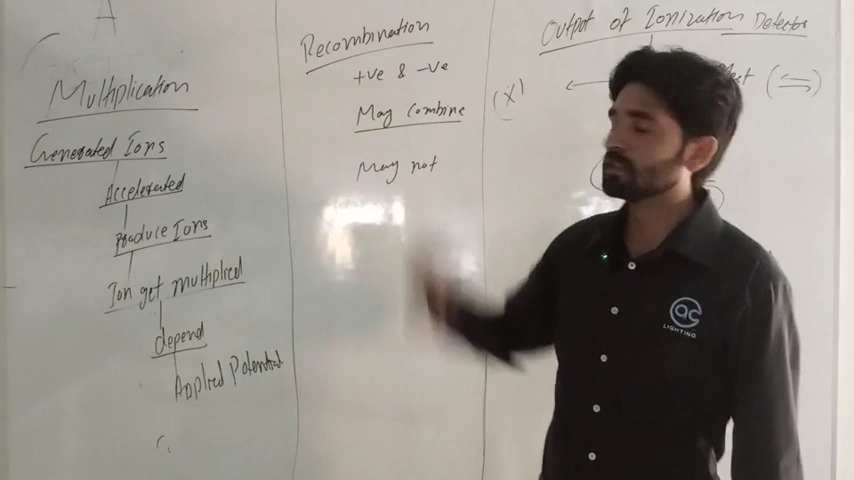 A
Multiplication
Generated Ions
Accelerated
Produce Ions
Ion get multiplied
depend
Applied Potential
Recombination
+ve & -ve
May Combine
May not
Output of Ionization Detector
(X)
ac
LIGHTING